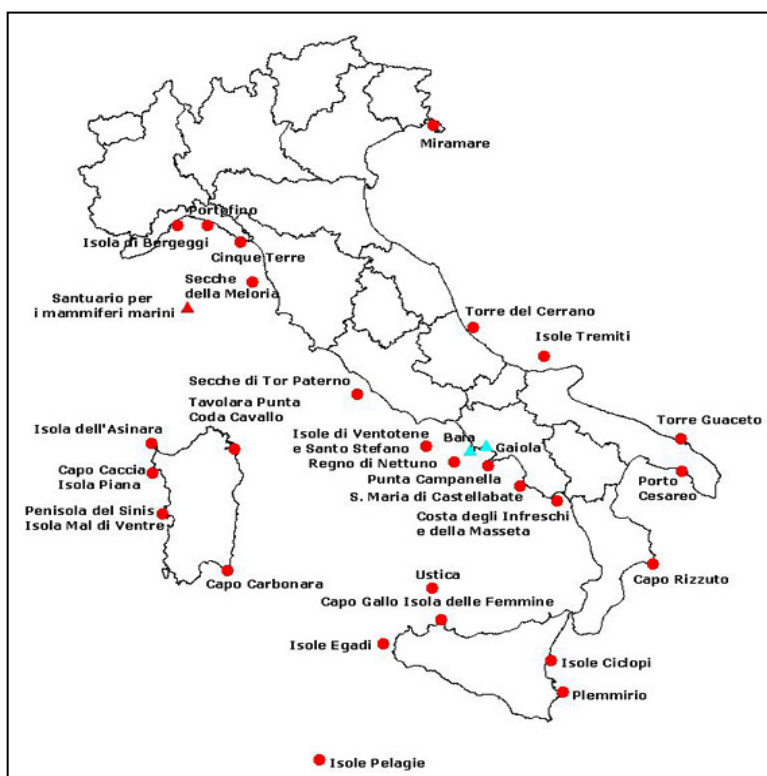 Miramare
Portofino
Isola di Bergeggi
Cinque Terre
Secche
della Meloria
Santuario per
i mammiferi marini
Torre del Cerrano
Isole Tremiti
Secche di Tor Paterno
Tavolara Punta
Coda Cavallo
Isola dell'Asinara
Isole di Ventotene
e Santo Stefano
Baia
Gaiola
Torre Guaceto
Regno di Nettuno
Capo Caccia
Isola Piana
Punta Campanella
Porto
Cesareo
S. Maria di Castellabate
Penisola del Sinis
Isola Mal di Ventre
Costa degli Infreschi
e della Masseta
Capo Carbonara
Ustica
Capo Rizzuto
Capo Gallo Isola delle Femmine
Isole Egadi
Isole Ciclopi
Plemmirio
Isole Pelagie